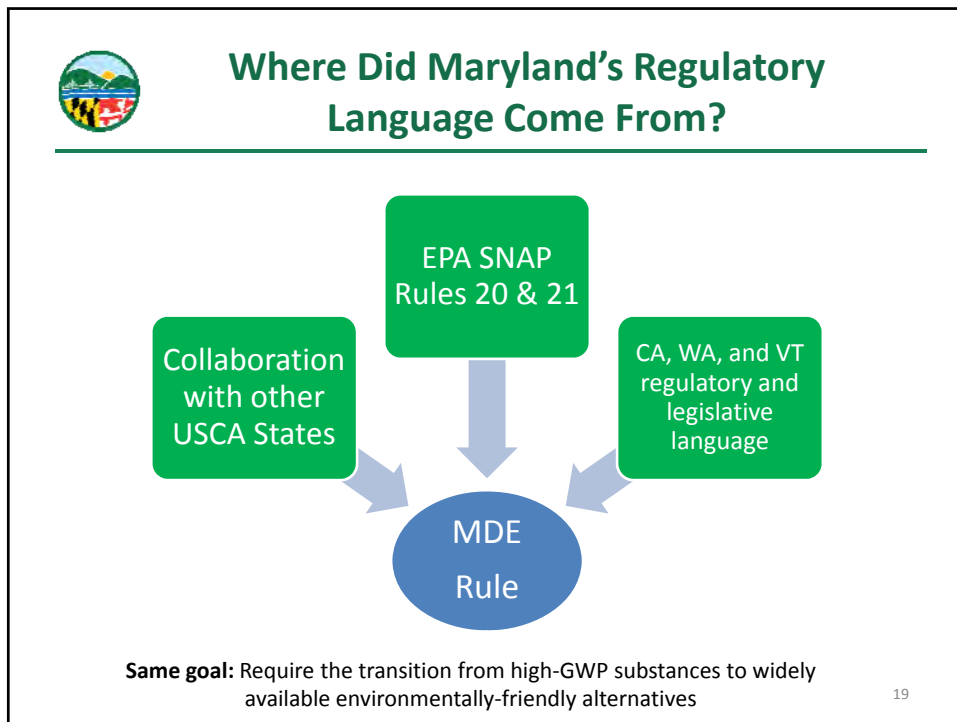 Where Did Maryland’s Regulatory
Language Come From?
EPA SNAP
Rules 20 & 21
Collaboration
with other
USCA States
CA, WA, and VT
regulatory and
legislative
language
MDE
Rule
Same goal: Require the transition from high-GWP substances to widely
available environmentally-friendly alternatives
19